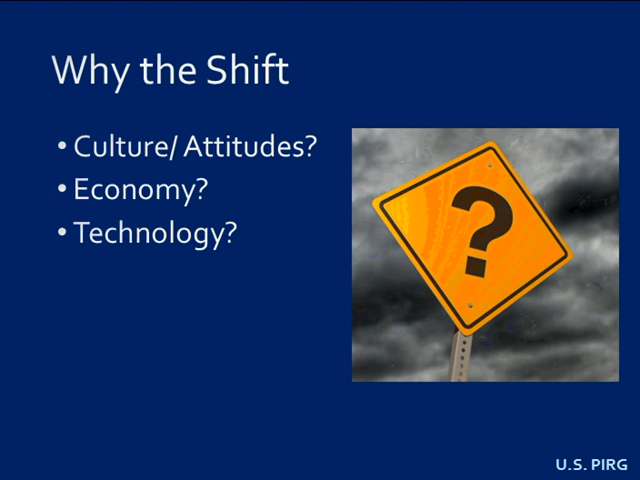 Why the Shift
• Culture/ Attitudes?
• Economy?
• Technology?
?
U.S. PIRG